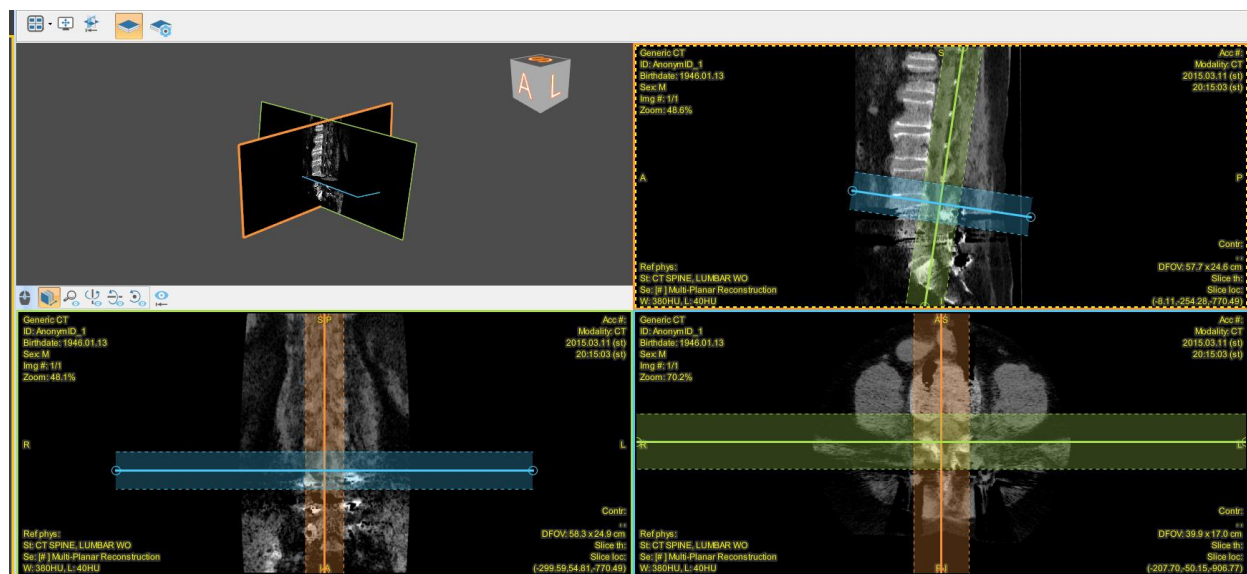 A L
Generic CT
ID: AnonymID_1
Birthdate: 1946.01.13
Sex: M
Img #: 1/1
Zoom: 48.6%
S
Acc #:
Modality: CT
2015.03.11 (st)
20:15:03 (st)
A
P
Ref phys:
St: CT SPINE, LUMBAR WO
Se: [# ] Multi-Planar Reconstruction
W: 380HU, L: 40HU
Contr:
DFOV: 57.7 x 24.6 cm
Slice th:
Slice loc:
(-8.11,-254.28,-770.49)
Generic CT
ID: AnonymID_1
Birthdate: 1946.01.13
Sex: M
Img #: 1/1
Zoom: 48.1%
SP
Acc #:
Modality: CT
2015.03.11 (st)
20:15:03 (st)
R
L
Ref phys:
St: CT SPINE, LUMBAR WO
Se: [# ] Multi-Planar Reconstruction
W: 380HU, L: 40HU
IA
Contr:
DFOV: 58.3 x 24.9 cm
Slice th:
Slice loc:
(-299.59,54.81,-770.49)
Generic CT
ID: AnonymID_1
Birthdate: 1946.01.13
Sex: M
Img #: 1/1
Zoom: 70.2%
AS
Acc #:
Modality: CT
2015.03.11 (st)
20:15:03 (st)
R
L
Ref phys:
St: CT SPINE, LUMBAR WO
Se: [# ] Multi-Planar Reconstruction
W: 380HU, L: 40HU
PI
Contr:
DFOV: 39.9 x 17.0 cm
Slice th:
Slice loc:
(-207.70,-50.15,-906.77)